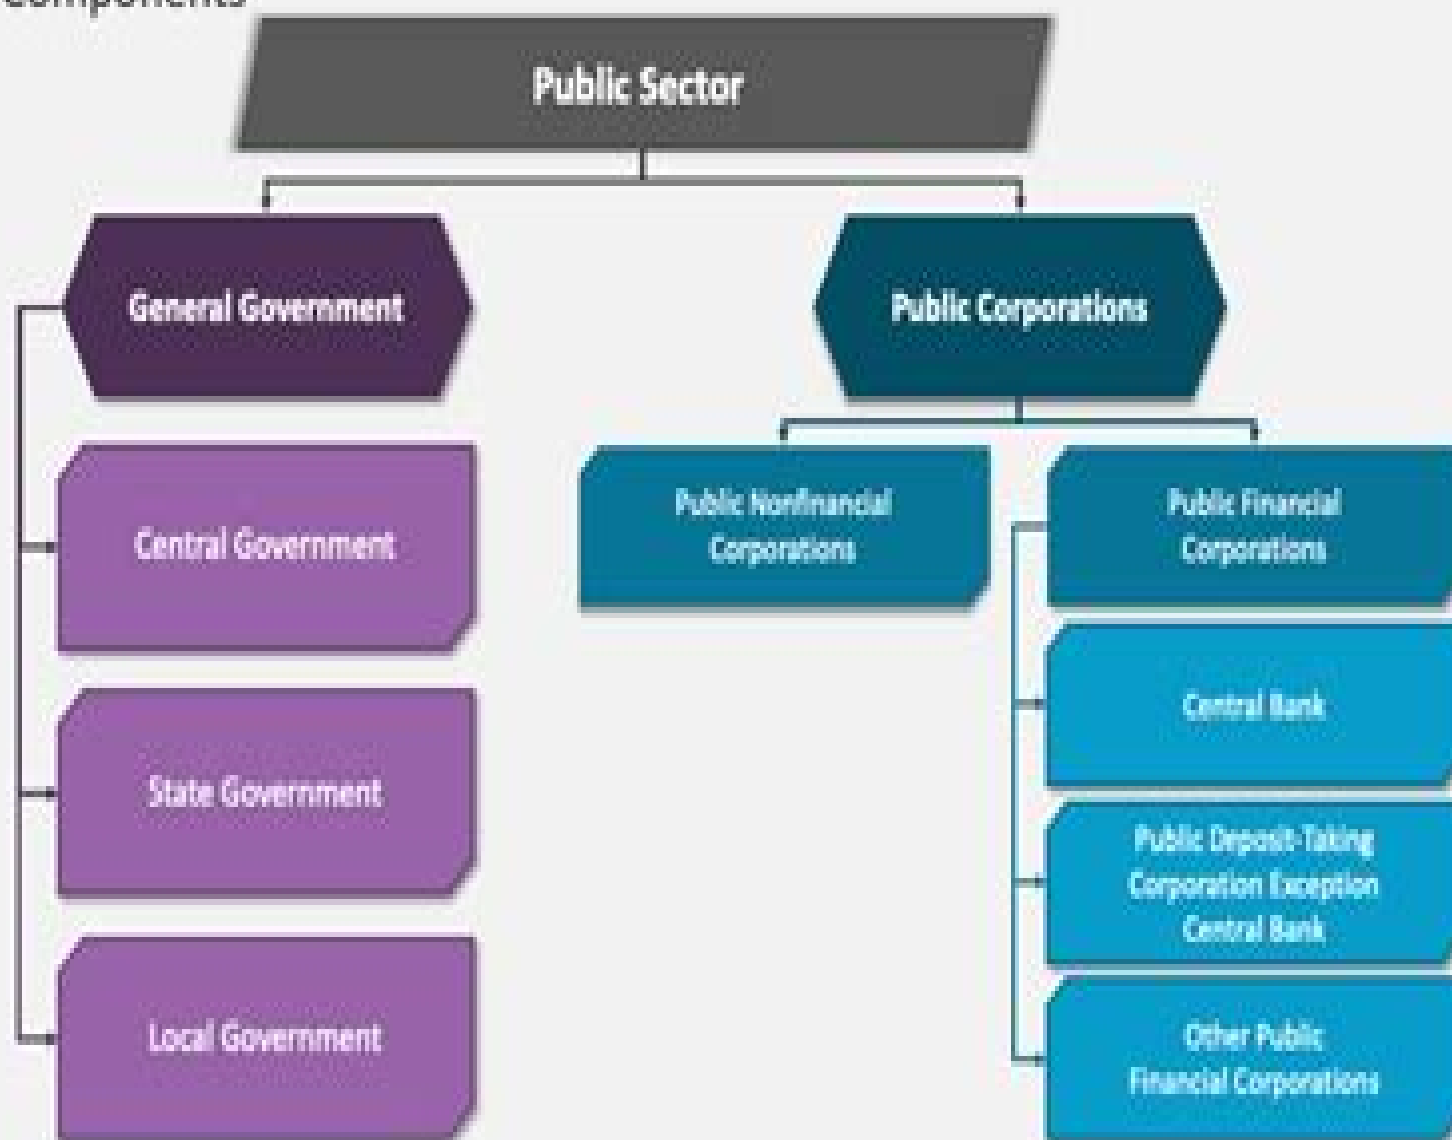 Components
Public Sector
General Government
Public Corporations
Central Government
State Government
Local Government
Public Nonfinancial
Corporations
Public Financial
Corporations
Central Bank
Public Deposit-Taking
Corporation Exception
Central Bank
Other Public
Financial Corporations